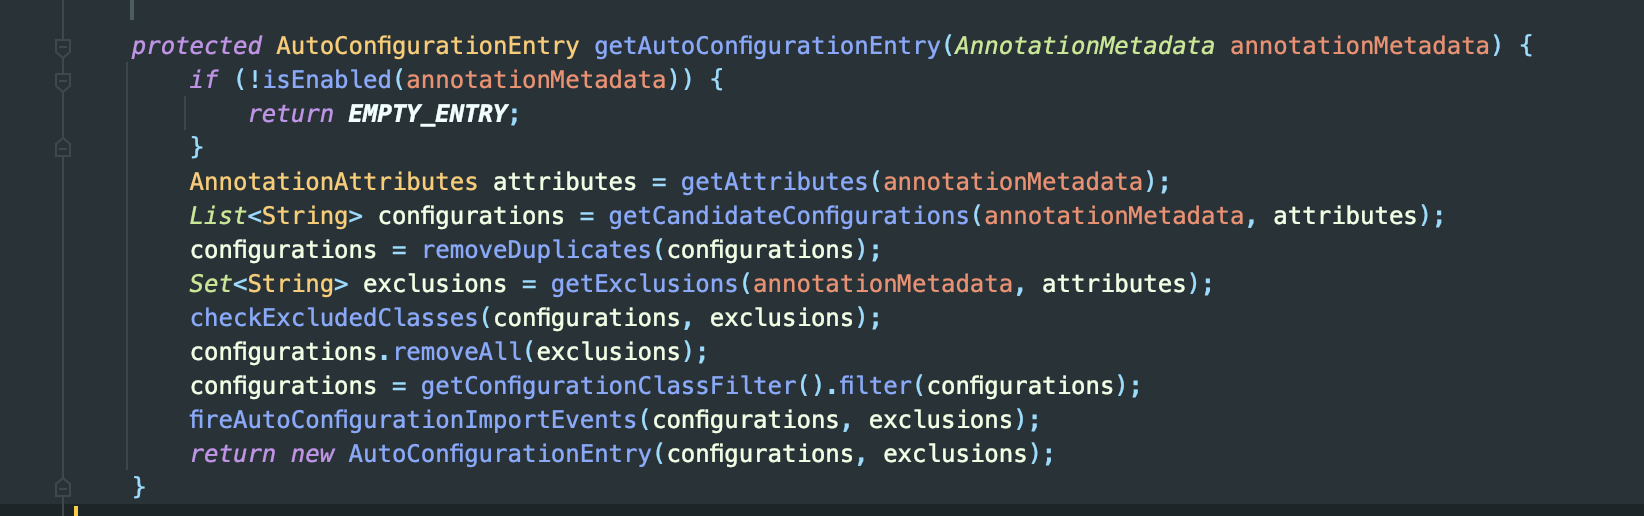 protected AutoConfigurationEntry getAutoConfigurationEntry(AnnotationMetadata annotationMetadata) {
if (!isEnabled(annotationMetadata)) {
return EMPTY_ENTRY;
}
AnnotationAttributes attributes = getAttributes(annotationMetadata);
List<String> configurations = getCandidateConfigurations(annotationMetadata, attributes);
configurations = removeDuplicates(configurations);
Set<String> exclusions = getExclusions(annotationMetadata, attributes);
checkExcludedClasses(configurations, exclusions);
configurations.removeAll(exclusions);
configurations = getConfigurationClassFilter().filter(configurations);
fireAutoConfigurationImportEvents(configurations, exclusions);
return new AutoConfigurationEntry(configurations, exclusions);
}